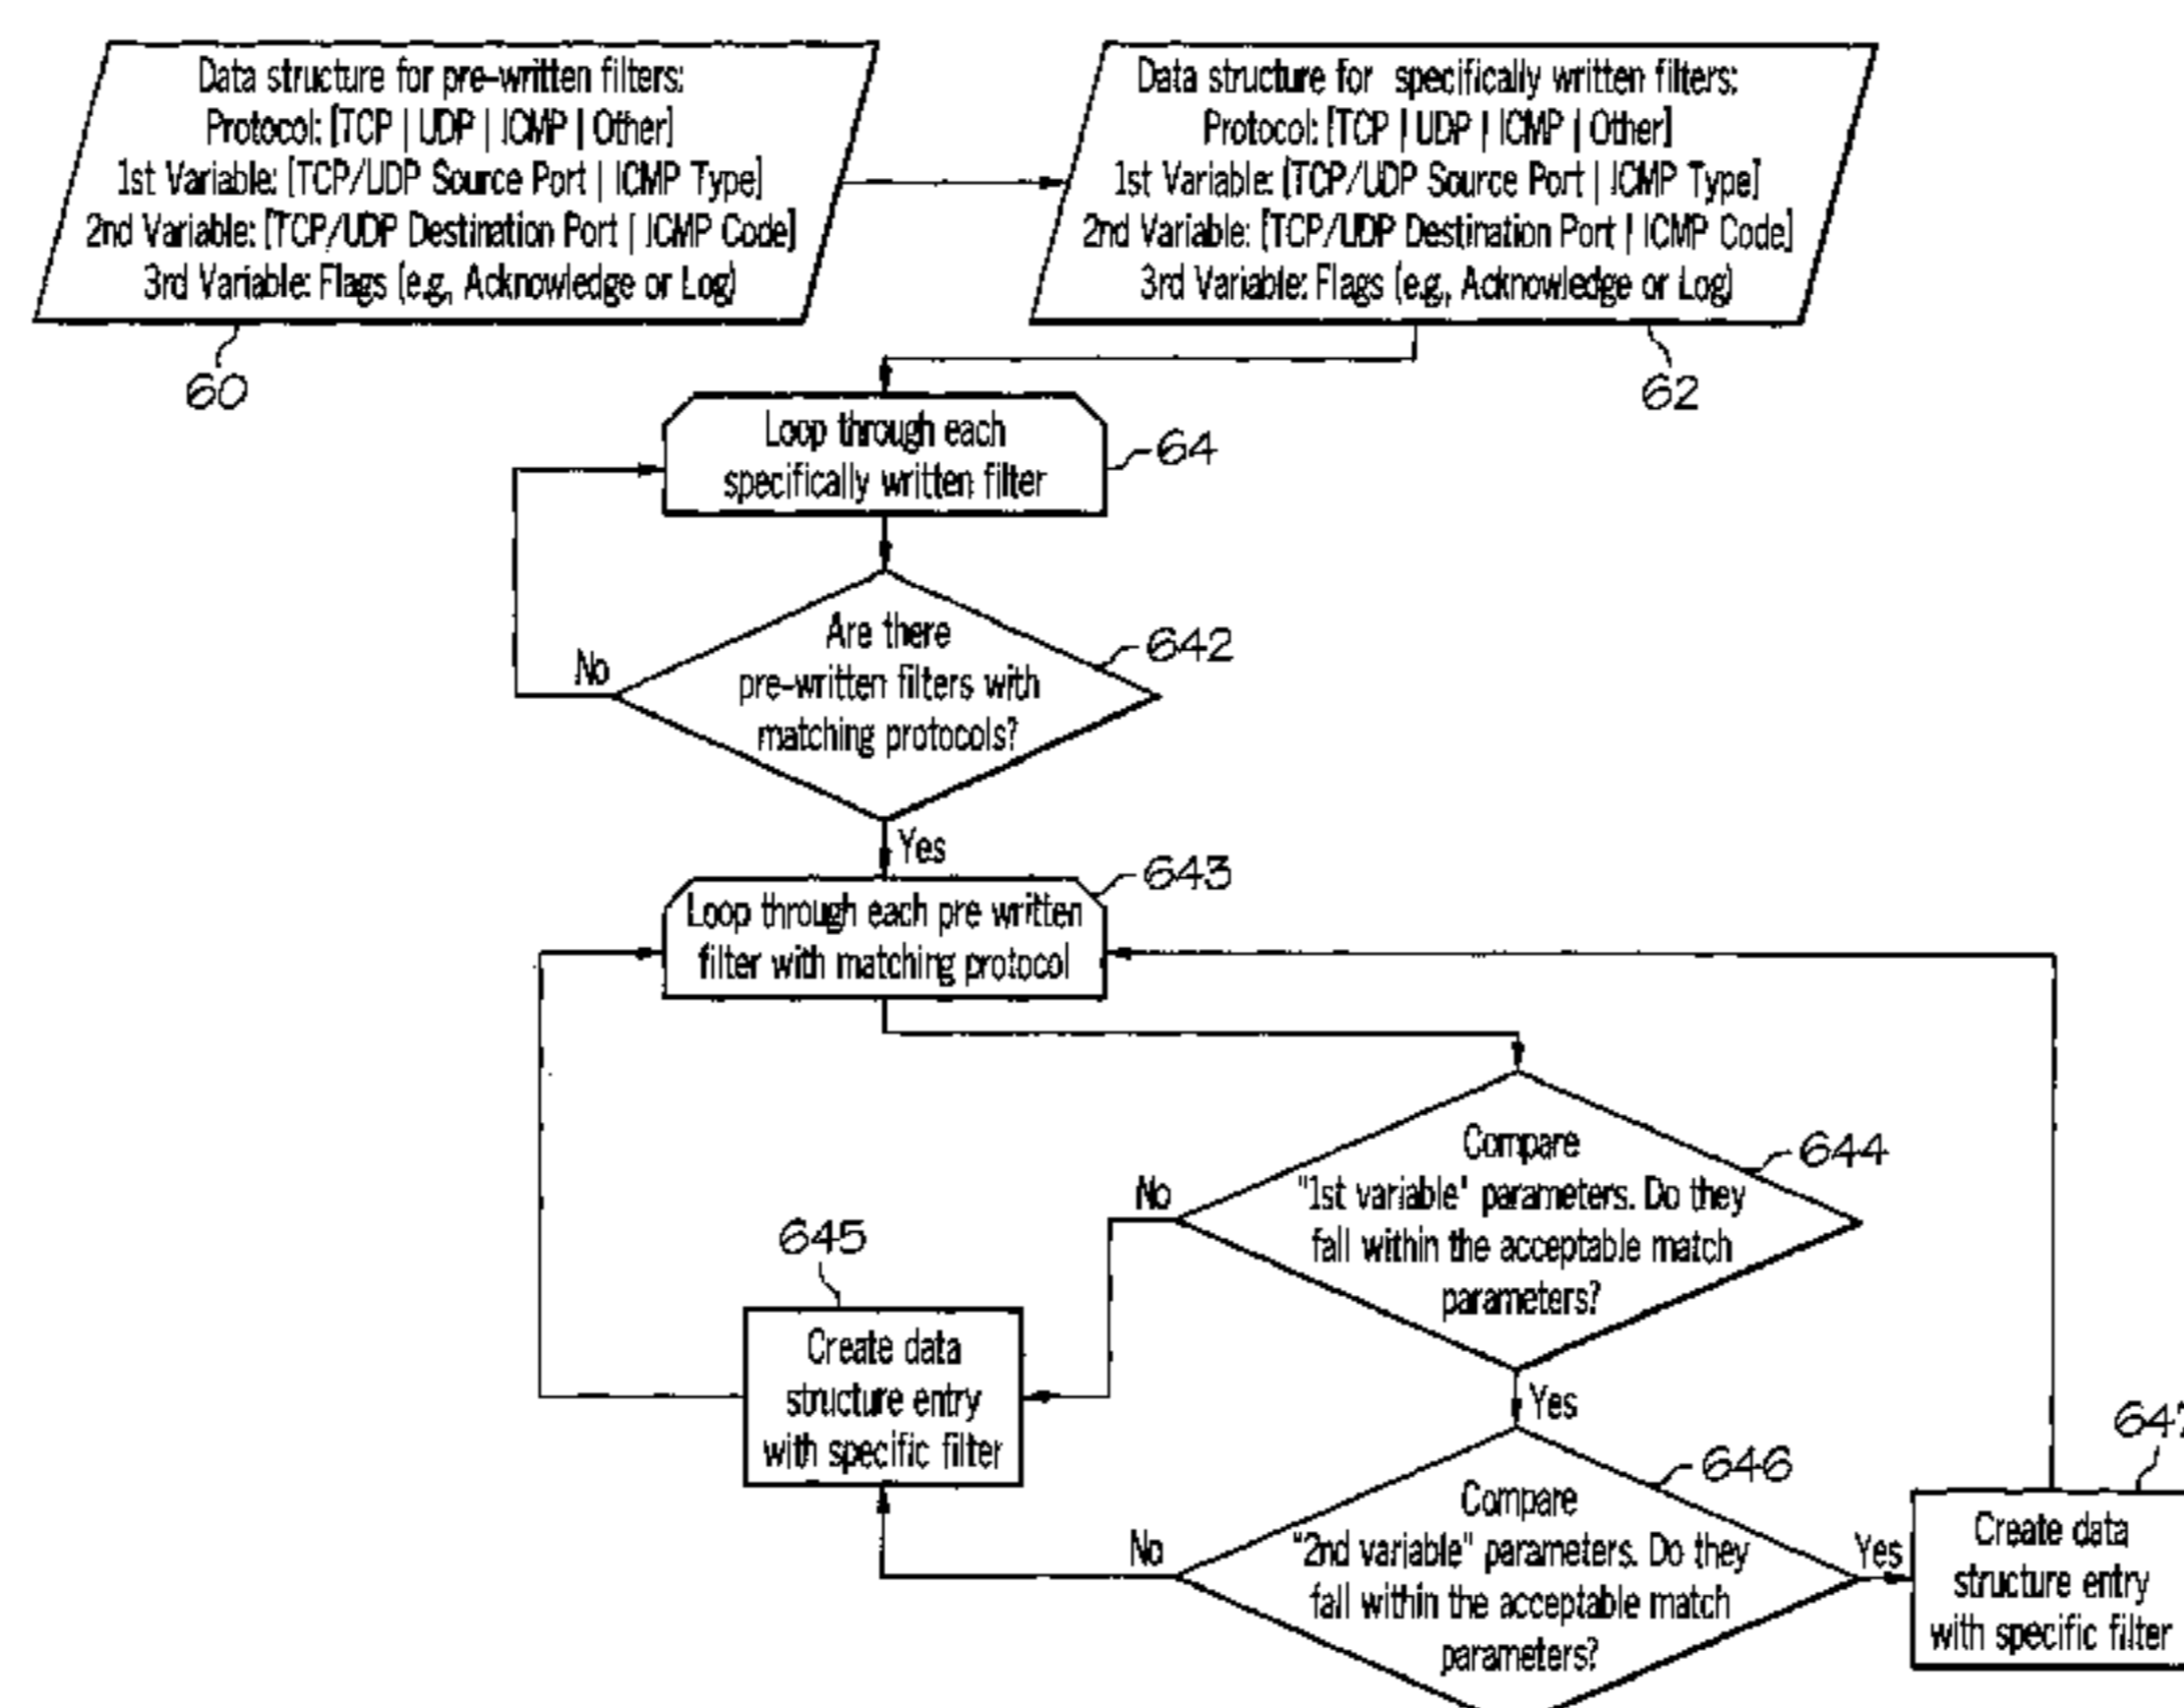 Data structure for pre-written filters:
Protocol: [TCP | UDP | ICMP | Other]
1st Variable: [TCP/UDP Source Port | ICMP Type]
2nd Variable: [TCP/UDP Destination Port | ICMP Code]
3rd Variable: Flags (e.g., Acknowledge or Log)
60
Data structure for specifically written filters:
Protocol: [TCP | UDP | ICMP | Other]
1st Variable: [TCP/UDP Source Port | ICMP Type]
2nd Variable: [TCP/UDP Destination Port | ICMP Code]
3rd Variable: Flags (e.g., Acknowledge or Log)
62
Loop through each
specifically written filter
64
Are there
pre-written filters with
matching protocols?
642
No
Yes
Loop through each pre written
filter with matching protocol
643
Compare
"1st variable" parameters. Do they
fall within the acceptable match
parameters?
644
No
645
Create data
structure entry
with specific filter
Yes
Compare
"2nd variable" parameters. Do they
fall within the acceptable match
parameters?
646
No
Yes
Create data
structure entry
with specific filter